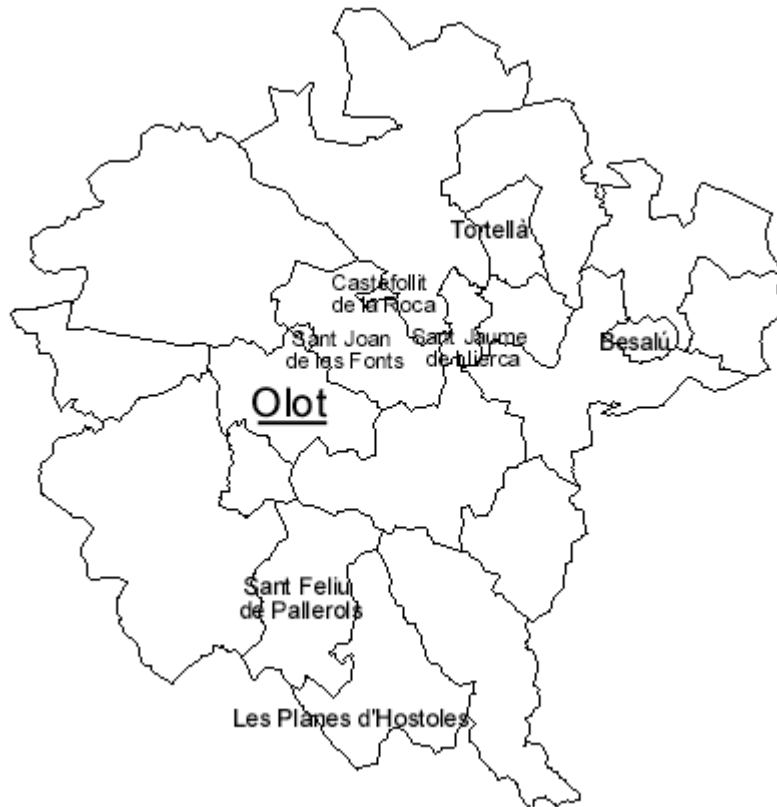 Tortellà
Castefollit
de la Roca
Sant Joan
de les Fonts
Sant Jaume
de Llierca
Besalú
Olot
Sant Feliu
de Pallerols
Les Planes d'Hostoles